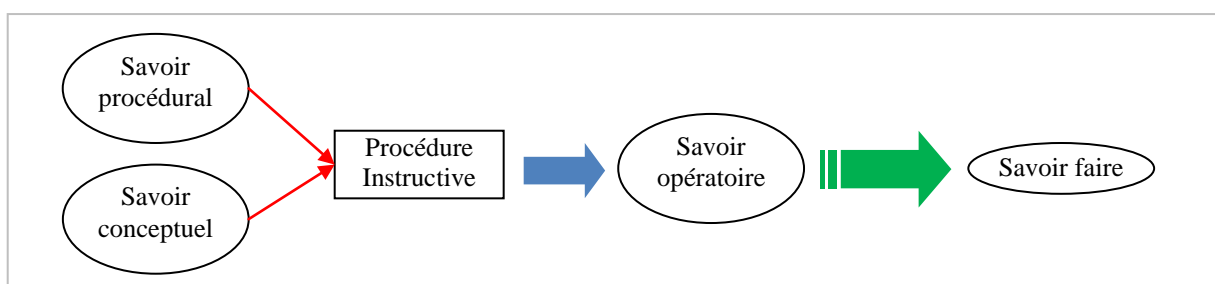 Savoir
procédural
Savoir
conceptuel
Procédure
Instructive
Savoir
opératoire
Savoir faire